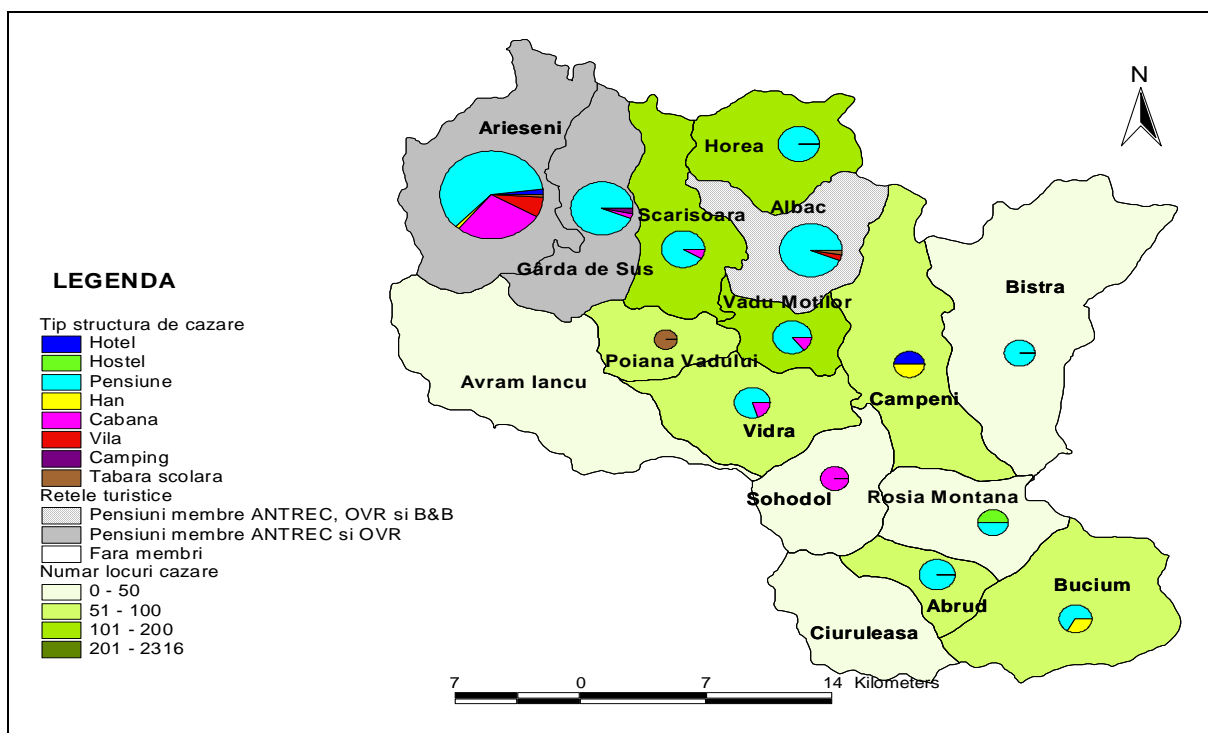 N
Arieseni
Horea
Albac
Scarisoara
Gârda de Sus
Bistra
Vadu Moților
Poiana Vadului
Avram Iancu
Campeni
Vidra
Sohodol
Rosia Montana
Bucium
Abrud
Ciuruleasa
LEGENDA
Tip structura de cazare
Hotel
Hostel
Pensiune
Han
Cabana
Vila
Camping
Tabara scolara
Retele turistice
Pensiuni membre ANTREC, OVR si B&B
Pensiuni membre ANTREC si OVR
Fara membri
Numar locuri cazare
0 - 50
51 - 100
101 - 200
201 - 2316
7 0 7 14 Kilometers